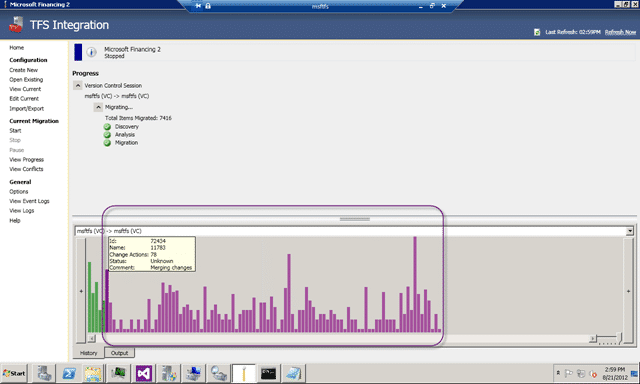 Microsoft Financing 2
msftfs
TFS Integration
Last Refresh: 02:59PM Refresh Now
Home
Configuration
Create New
Open Existing
View Current
Edit Current
Import/Export
Current Migration
Start
Stop
Pause
View Progress
View Conflicts
General
Options
View Event Logs
View Logs
Help
Microsoft Financing 2
Stopped
Progress
Version Control Session
msftfs (VC) -> msftfs (VC)
Migrating...
Total Items Migrated: 7416
Discovery
Analysis
Migration
msftfs (VC) -> msftfs (VC)
Id: 72434
Name: 11783
Change Actions: 78
Status: Unknown
Comment: Merging changes
+
+
History
Output
Start
2:59 PM
8/21/2012